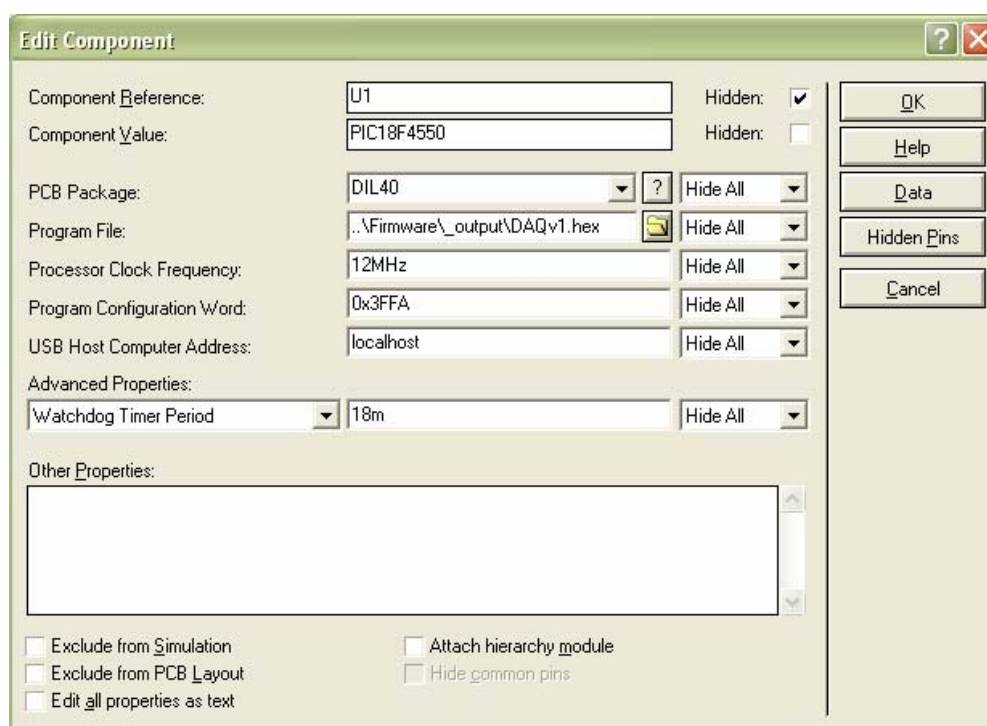 Edit Component
Component Reference: U1 Hidden: OK
Component Value: PIC18F4550 Hidden: Help
PCB Package: DIL40 ? Hide All Data
Program File: ..\Firmware\_output\DAQv1.hex Hide All Hidden Pins
Processor Clock Frequency: 12MHz Hide All Cancel
Program Configuration Word: 0x3FFA Hide All
USB Host Computer Address: localhost Hide All
Advanced Properties:
Watchdog Timer Period 18m Hide All
Other Properties:
Exclude from Simulation Attach hierarchy module
Exclude from PCB Layout Hide common pins
Edit all properties as text